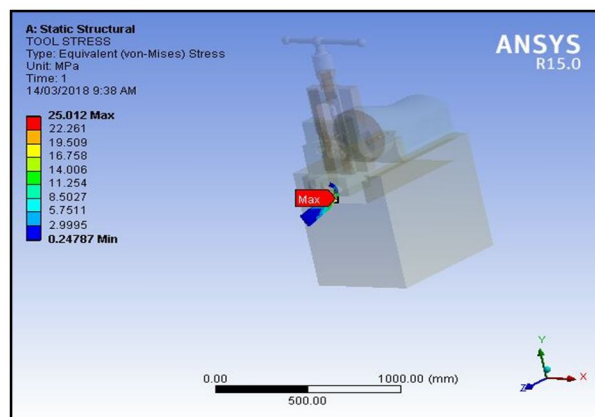 A: Static Structural
TOOL STRESS
Type: Equivalent (von-Mises) Stress
Unit: MPa
Time: 1
14/03/2018 9:38 AM
25.012 Max
22.261
19.509
16.758
14.006
11.254
8.5027
5.7511
2.9995
0.24787 Min
ANSYS
R15.0
Max
0.00
1000.00 (mm)
500.00
Y
X
Z